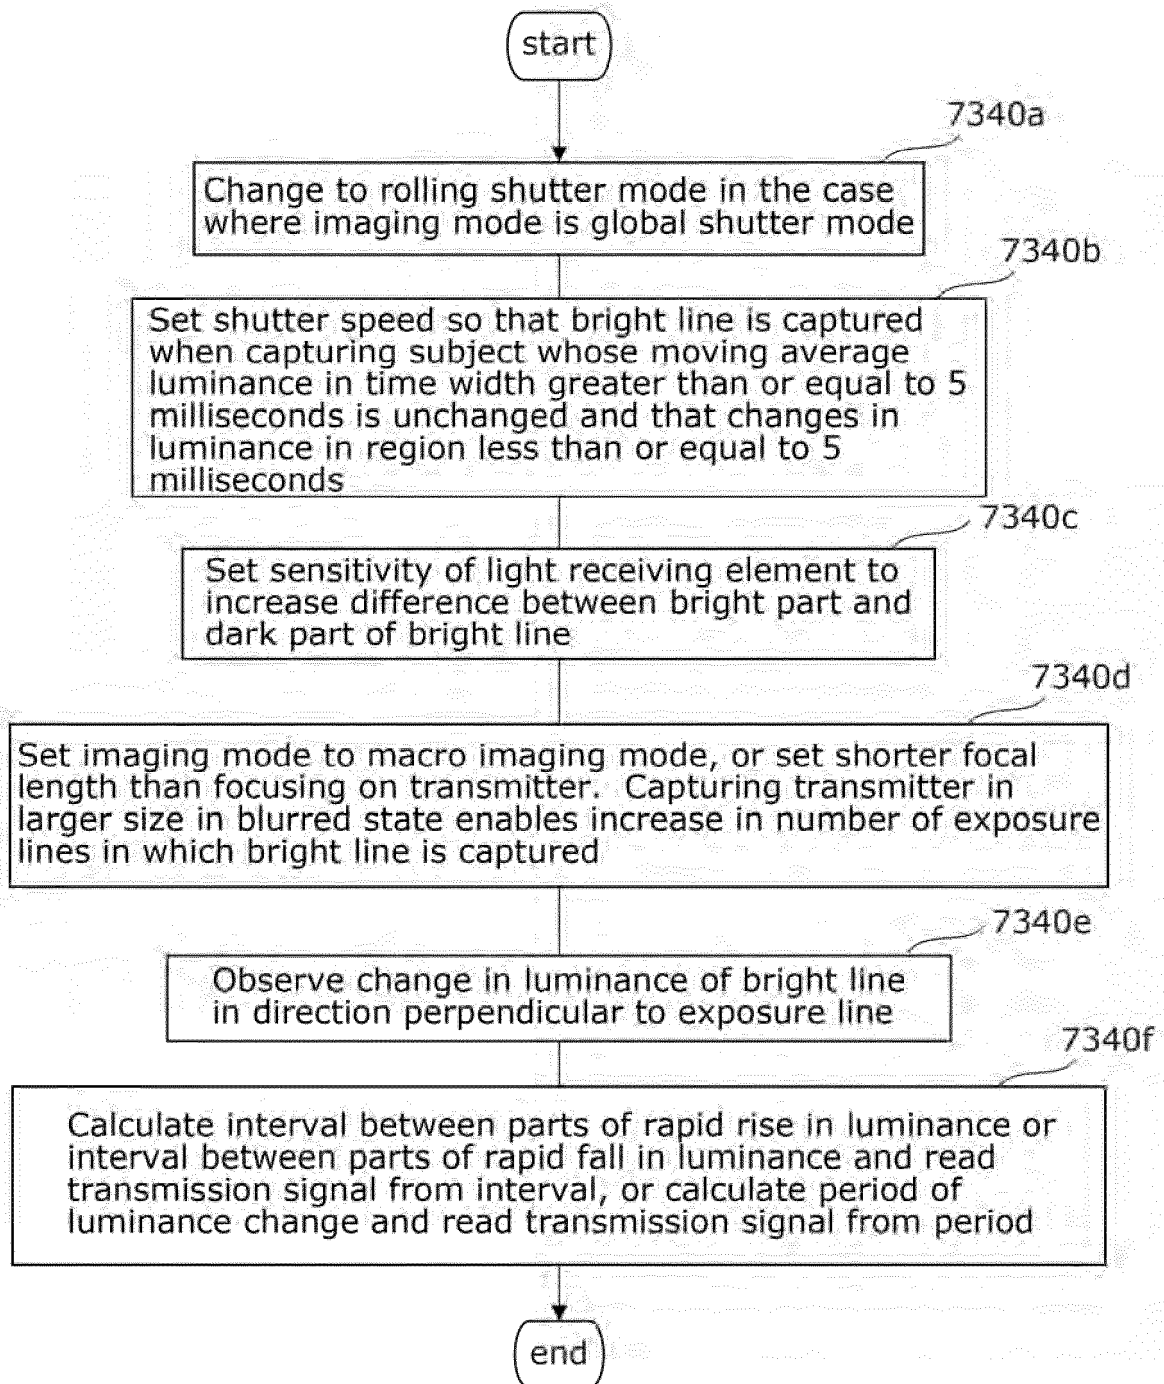 start
7340a
Change to rolling shutter mode in the case
where imaging mode is global shutter mode
7340b
Set shutter speed so that bright line is captured
when capturing subject whose moving average
luminance in time width greater than or equal to 5
milliseconds is unchanged and that changes in
luminance in region less than or equal to 5
milliseconds
7340c
Set sensitivity of light receiving element to
increase difference between bright part and
dark part of bright line
7340d
Set imaging mode to macro imaging mode, or set shorter focal
length than focusing on transmitter. Capturing transmitter in
larger size in blurred state enables increase in number of exposure
lines in which bright line is captured
7340e
Observe change in luminance of bright line
in direction perpendicular to exposure line
7340f
Calculate interval between parts of rapid rise in luminance or
interval between parts of rapid fall in luminance and read
transmission signal from interval, or calculate period of
luminance change and read transmission signal from period
end